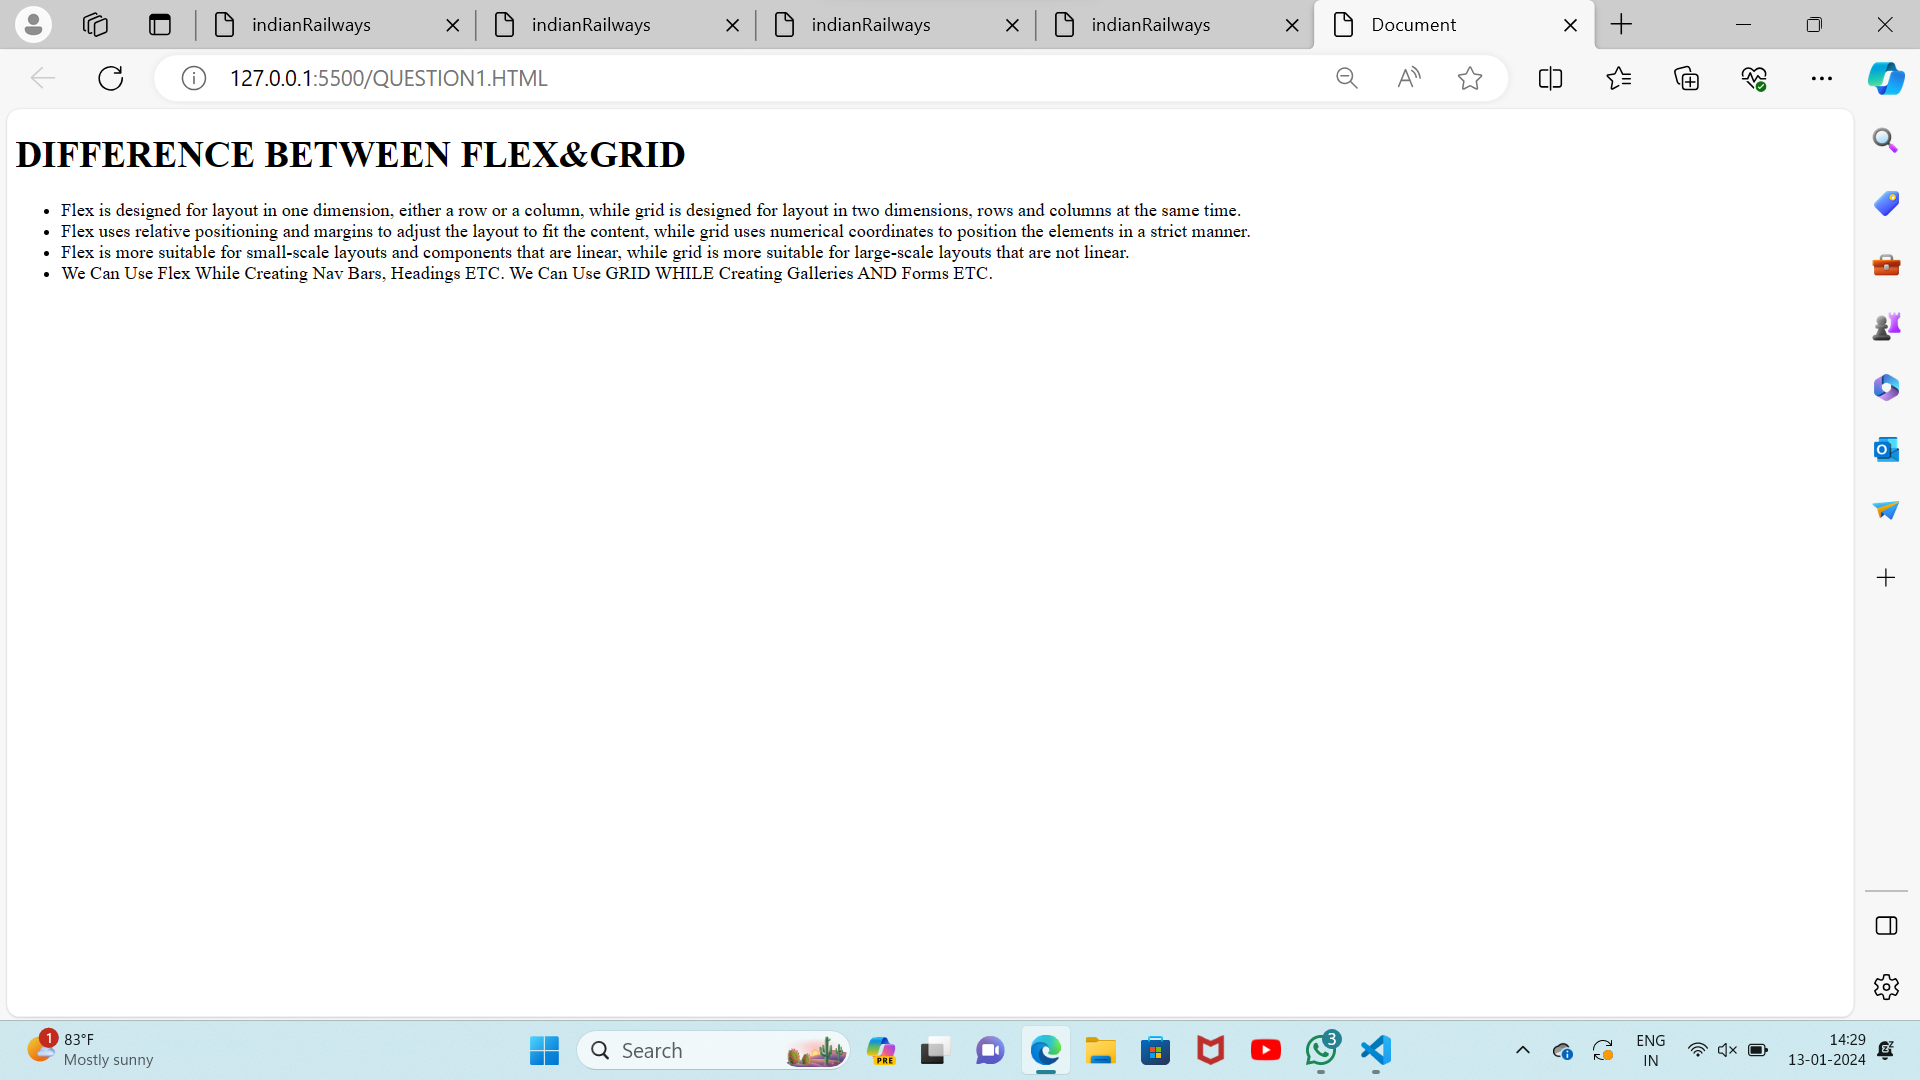 indianRailways
indianRailways
indianRailways
indianRailways
Document
127.0.0.1:5500/QUESTION1.HTML
DIFFERENCE BETWEEN FLEX&GRID
• Flex is designed for layout in one dimension, either a row or a column, while grid is designed for layout in two dimensions, rows and columns at the same time.
• Flex uses relative positioning and margins to adjust the layout to fit the content, while grid uses numerical coordinates to position the elements in a strict manner.
• Flex is more suitable for small-scale layouts and components that are linear, while grid is more suitable for large-scale layouts that are not linear.
• We Can Use Flex While Creating Nav Bars, Headings ETC. We Can Use GRID WHILE Creating Galleries AND Forms ETC.
1
83°F
Mostly sunny
Search
PRE
3
ENG
IN
14:29
13-01-2024